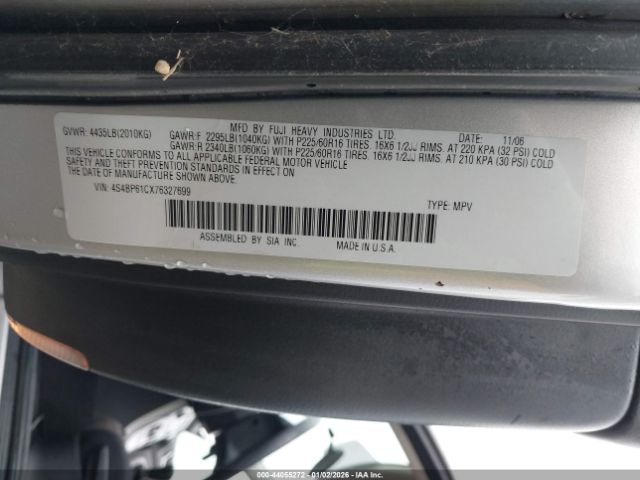 MFD BY FUJI HEAVY INDUSTRIES LTD. DATE: 11/06
GVWR: 4435LB(2010KG) GAWR:F 2295LB(1040KG) WITH P225/60R16 TIRES. 16X6 1/2JJ RIMS. AT 220 KPA (32 PSI) COLD
GAWR:R 2340LB(1060KG) WITH P225/60R16 TIRES. 16X6 1/2JJ RIMS. AT 210 KPA (30 PSI) COLD
THIS VEHICLE CONFORMS TO ALL APPLICABLE FEDERAL MOTOR VEHICLE
SAFETY AND THEFT PREVENTION STANDARDS IN EFFECT ON
THE DATE OF MANUFACTURE SHOWN ABOVE.
VIN: 4S4BP61CX76327699 TYPE: MPV
ASSEMBLED BY SIA INC. MADE IN U.S.A.
000-44055272 - 01/02/2026 - IAAI.COM